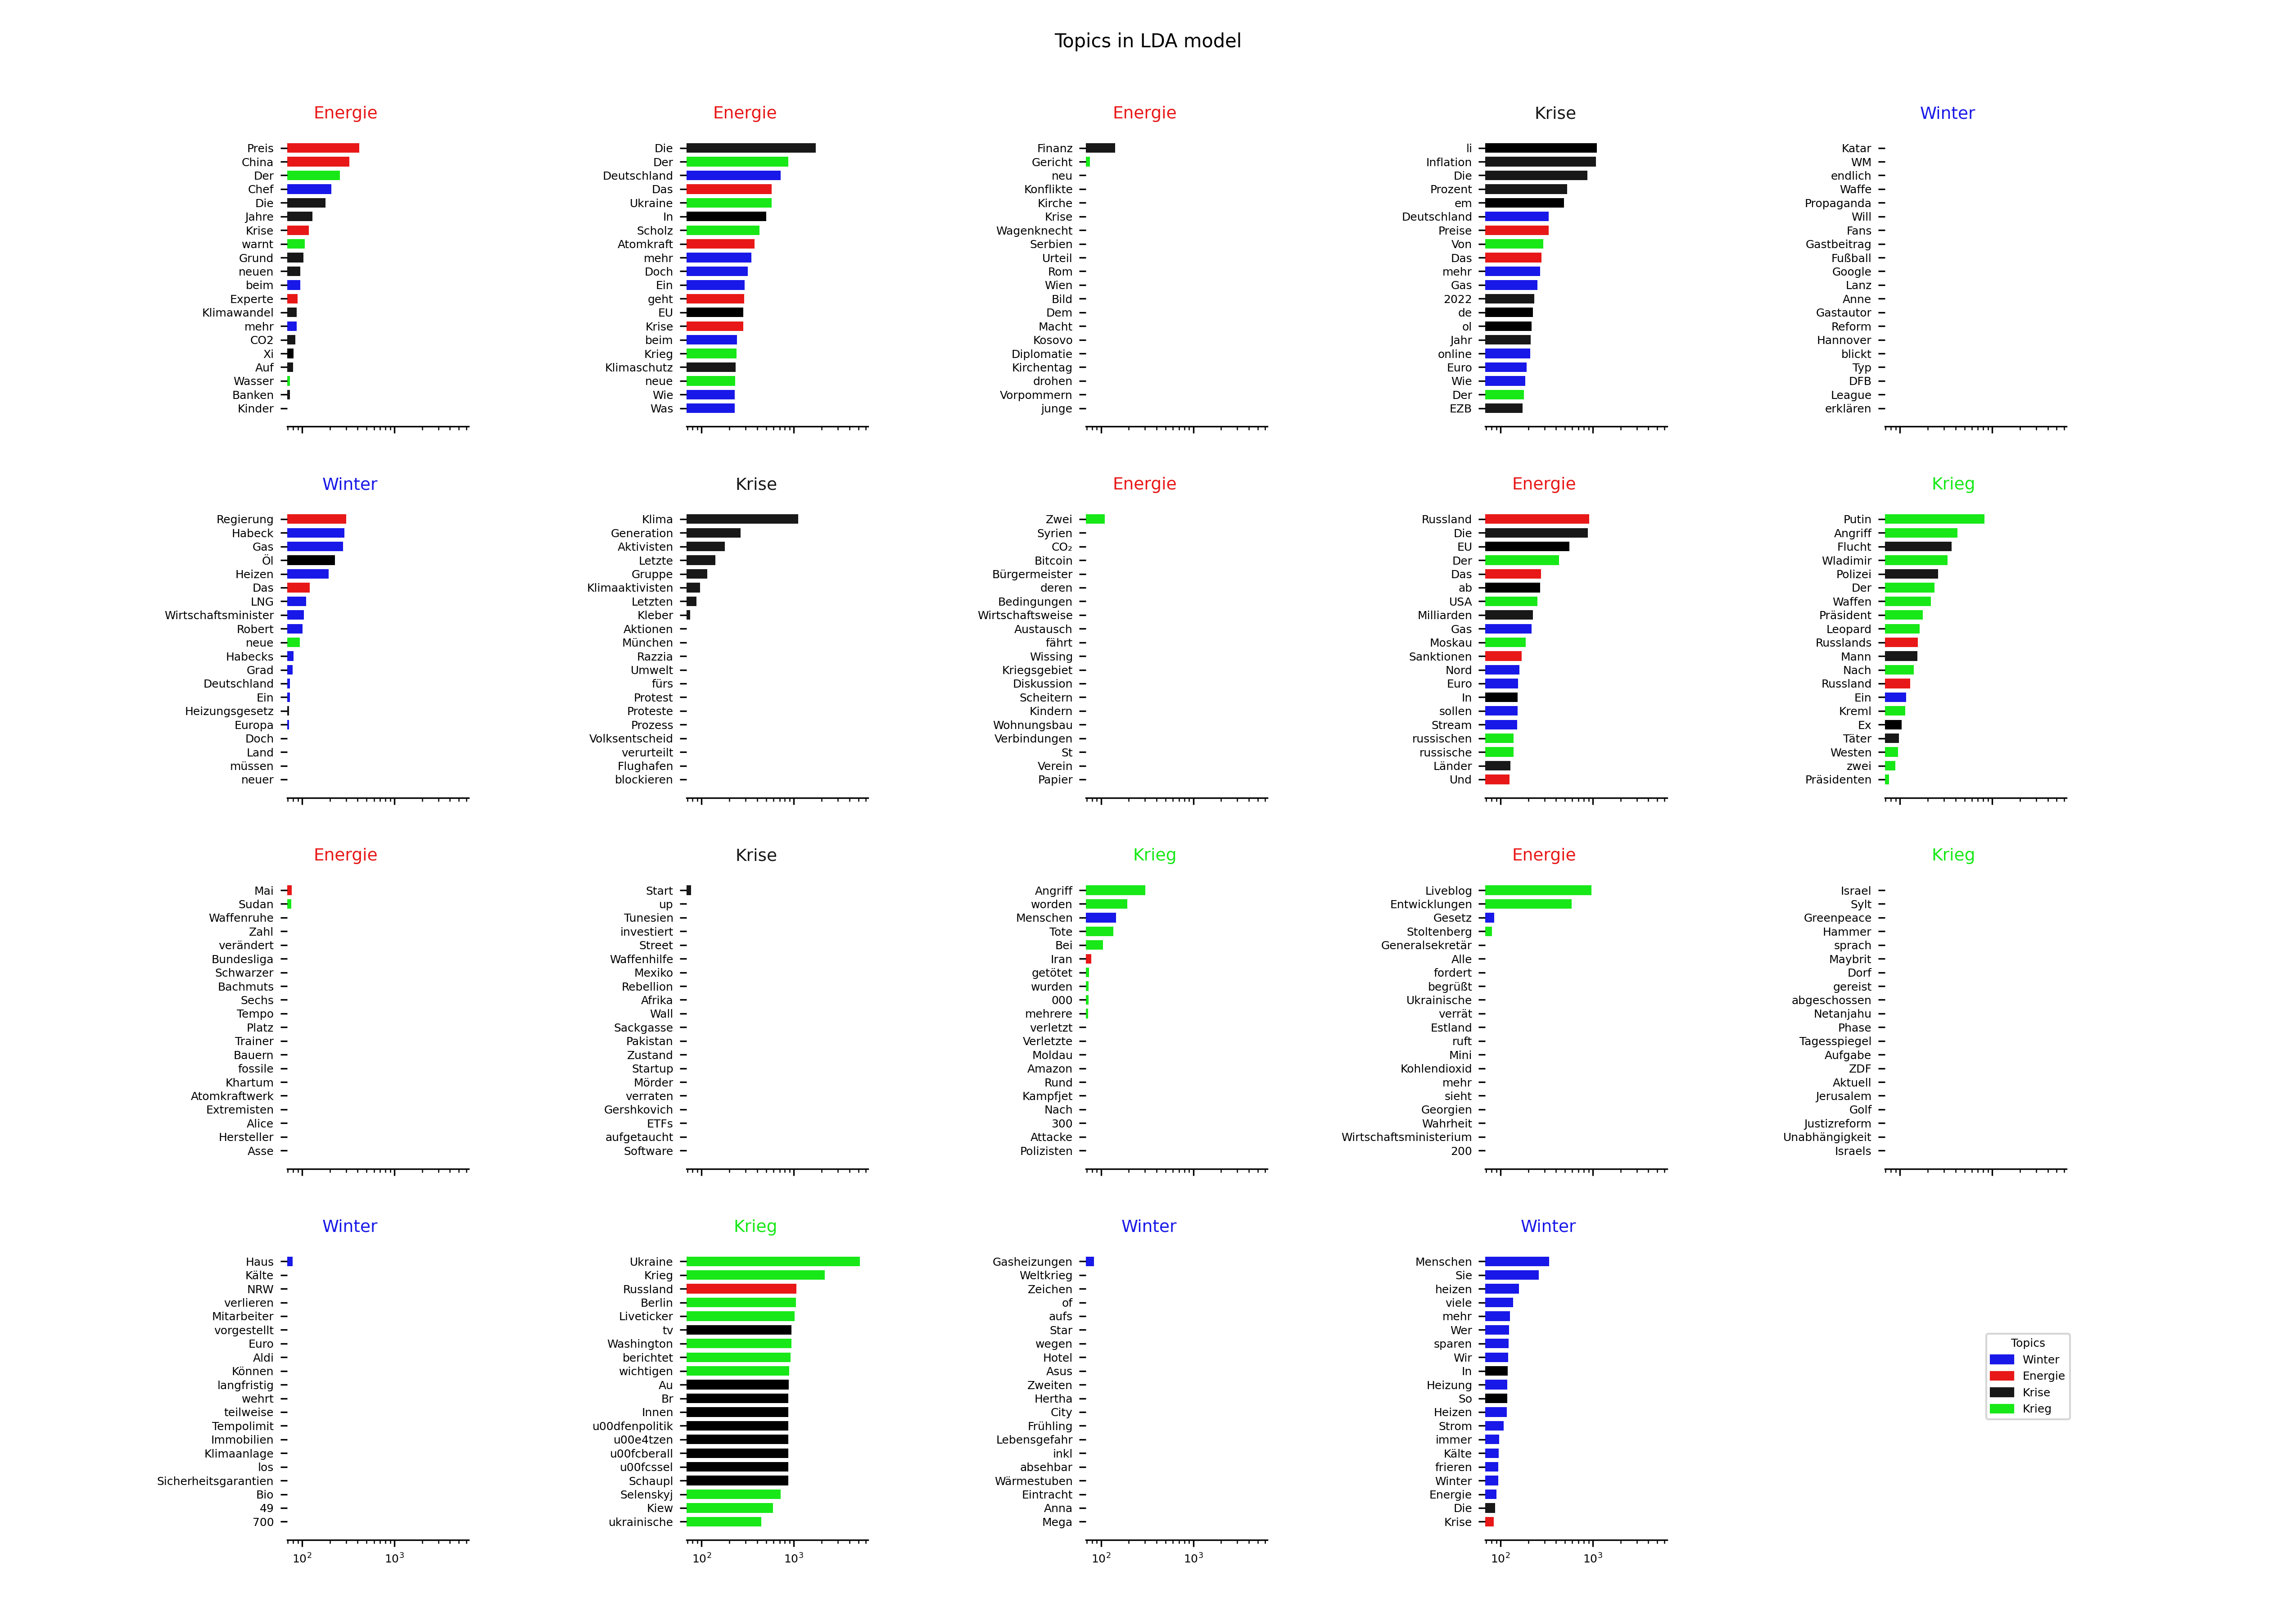 Topics in LDA model
Energie
Preis
China
Der
Chef
Die
Jahre
Krise
warnt
Grund
neuen
beim
Experte
Klimawandel
mehr
CO2
Xi
Auf
Wasser
Banken
Kinder
Energie
Die
Der
Deutschland
Das
Ukraine
In
Scholz
Atomkraft
mehr
Doch
Ein
geht
EU
Krise
beim
Krieg
Klimaschutz
neue
Wie
Was
Energie
Finanz
Gericht
neu
Konflikte
Kirche
Krise
Wagenknecht
Serbien
Urteil
Rom
Wien
Bild
Dem
Macht
Kosovo
Diplomatie
Kirchentag
drohen
Vorpommern
junge
Krise
li
Inflation
Die
Prozent
em
Deutschland
Preise
Von
Das
mehr
Gas
2022
de
ol
Jahr
online
Euro
Wie
Der
EZB
Winter
Katar
WM
endlich
Waffe
Propaganda
Will
Fans
Gastbeitrag
Fußball
Google
Lanz
Anne
Gastautor
Reform
Hannover
blickt
Typ
DFB
League
erklären
Winter
Regierung
Habeck
Gas
Öl
Heizen
Das
LNG
Wirtschaftsminister
Robert
neue
Habecks
Grad
Deutschland
Ein
Heizungsgesetz
Europa
Doch
Land
müssen
neuer
Krise
Klima
Generation
Aktivisten
Letzte
Gruppe
Klimaaktivisten
Letzten
Kleber
Aktionen
München
Razzia
Umwelt
fürs
Protest
Proteste
Prozess
Volksentscheid
verurteilt
Flughafen
blockieren
Energie
Zwei
Syrien
CO₂
Bitcoin
Bürgermeister
deren
Bedingungen
Wirtschaftsweise
Austausch
fährt
Wissing
Kriegsgebiet
Diskussion
Scheitern
Kindern
Wohnungsbau
Verbindungen
St
Verein
Papier
Energie
Russland
Die
EU
Der
Das
ab
USA
Milliarden
Gas
Moskau
Sanktionen
Nord
Euro
In
sollen
Stream
russischen
russische
Länder
Und
Krieg
Putin
Angriff
Flucht
Wladimir
Polizei
Der
Waffen
Präsident
Leopard
Russlands
Mann
Nach
Russland
Ein
Kreml
Ex
Täter
Westen
zwei
Präsidenten
Energie
Mai
Sudan
Waffenruhe
Zahl
verändert
Bundesliga
Schwarzer
Bachmuts
Sechs
Tempo
Platz
Trainer
Bauern
fossile
Khartum
Atomkraftwerk
Extremisten
Alice
Hersteller
Asse
Krise
Start
up
Tunesien
investiert
Street
Waffenhilfe
Mexiko
Rebellion
Afrika
Wall
Sackgasse
Pakistan
Zustand
Startup
Mörder
verraten
Gershkovich
ETFs
aufgetaucht
Software
Krieg
Angriff
worden
Menschen
Tote
Bei
Iran
getötet
wurden
000
mehrere
verletzt
Verletzte
Moldau
Amazon
Rund
Kampfjet
Nach
300
Attacke
Polizisten
Energie
Liveblog
Entwicklungen
Gesetz
Stoltenberg
Generalsekretär
Alle
fordert
begrüßt
Ukrainische
verrät
Estland
ruft
Mini
Kohlendioxid
mehr
sieht
Georgien
Wahrheit
Wirtschaftsministerium
200
Krieg
Israel
Sylt
Greenpeace
Hammer
sprach
Maybrit
Dorf
gereist
abgeschossen
Netanjahu
Phase
Tagesspiegel
Aufgabe
ZDF
Aktuell
Jerusalem
Golf
Justizreform
Unabhängigkeit
Israels
Winter
Haus
Kälte
NRW
verlieren
Mitarbeiter
vorgestellt
Euro
Aldi
Können
langfristig
wehrt
teilweise
Tempolimit
Immobilien
Klimaanlage
los
Sicherheitsgarantien
Bio
49
700
10² 10³
Krieg
Ukraine
Krieg
Russland
Berlin
Liveticker
tv
Washington
berichtet
wichtigen
Au
Br
Innen
u00dfenpolitik
u00e4tzen
u00fcberall
u00fcssel
Schaupl
Selenskyj
Kiew
ukrainische
10² 10³
Winter
Gasheizungen
Weltkrieg
Zeichen
of
aufs
Star
wegen
Hotel
Asus
Zweiten
Hertha
City
Frühling
Lebensgefahr
inkl
absehbar
Wärmestuben
Eintracht
Anna
Mega
10² 10³
Winter
Menschen
Sie
heizen
viele
mehr
Wer
sparen
Wir
In
Heizung
So
Heizen
Strom
immer
Kälte
frieren
Winter
Energie
Die
Krise
10² 10³
Topics
Winter
Energie
Krise
Krieg